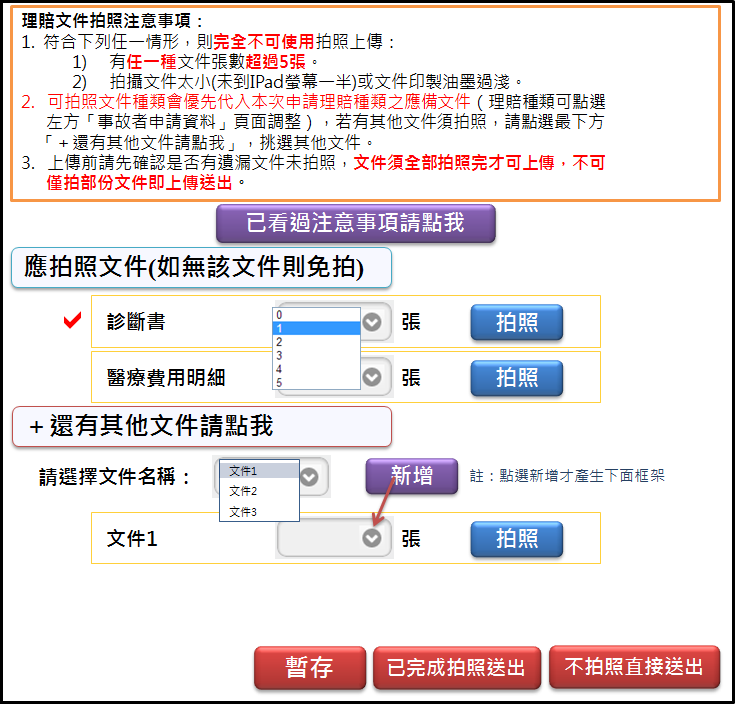 理賠文件拍照注意事項：
1. 符合下列任一情形，則完全不可使用拍照上傳：
1) 有任一種文件張數超過5張。
2) 拍攝文件太小(未到IPad螢幕一半)或文件印製油墨過淺。
2. 可拍照文件種類會優先代入本次申請理賠種類之應備文件（理賠種類可點選
左方「事故者申請資料」頁面調整），若有其他文件須拍照，請點選最下方
「＋還有其他文件請點我」，挑選其他文件。
3. 上傳前請先確認是否有遺漏文件未拍照，文件須全部拍照完才可上傳，不可
僅拍部份文件即上傳送出。
已看過注意事項請點我
應拍照文件(如無該文件則免拍)
診斷書 張 拍照
0
1
2
3
4
5
醫療費用明細 張 拍照
＋還有其他文件請點我
請選擇文件名稱： 新增 註：點選新增才產生下面框架
文件1
文件2
文件3
文件1 張 拍照
暫存 已完成拍照送出 不拍照直接送出